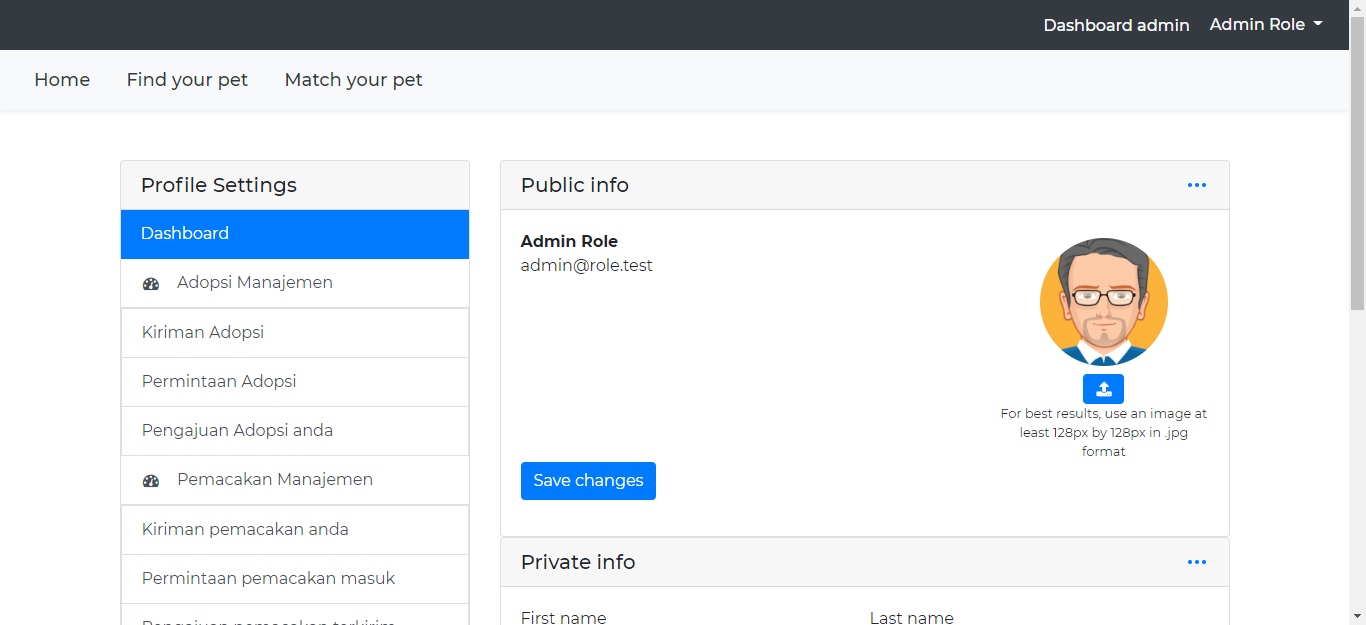 Dashboard admin
Admin Role
Home
Find your pet
Match your pet
Profile Settings
Dashboard
Adopsi Manajemen
Kiriman Adopsi
Permintaan Adopsi
Pengajuan Adopsi anda
Pemacakan Manajemen
Kiriman pemacakan anda
Permintaan pemacakan masuk
Pengajuan pemacakan terkirim
Public info
Admin Role
admin@role.test
For best results, use an image at
least 128px by 128px in .jpg
format
Save changes
Private info
First name
Last name